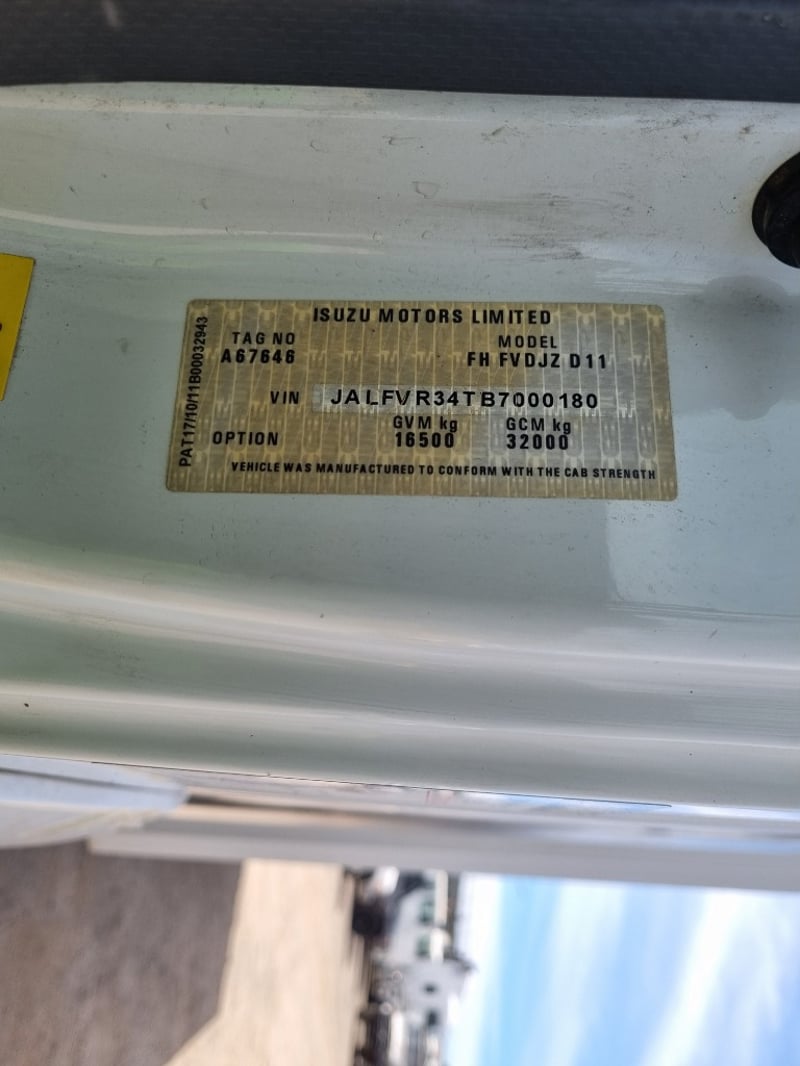 ISUZU MOTORS LIMITED
TAG NO MODEL
A67646 FH FVDJZ D11
VIN JALFVR34TB7000180
GVM kg GCM kg
OPTION 16500 32000
VEHICLE WAS MANUFACTURED TO CONFORM WITH THE CAB STRENGTH
PAT17/10/11B00032943